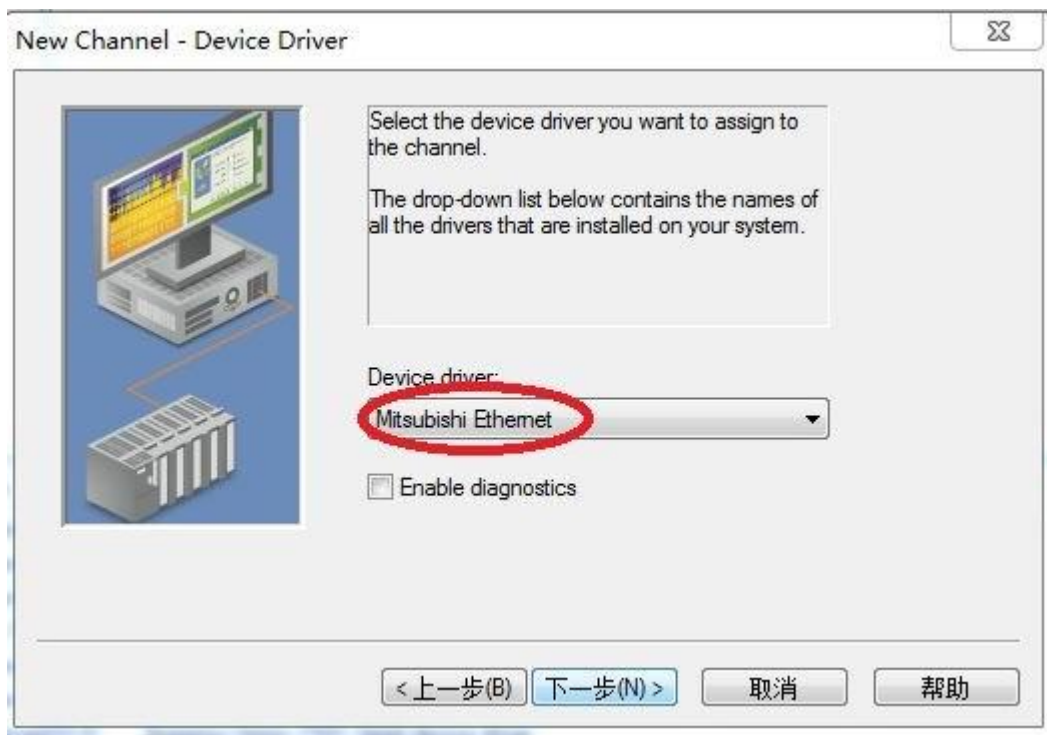 New Channel - Device Driver
Select the device driver you want to assign to
the channel.
The drop-down list below contains the names of
all the drivers that are installed on your system.
Device driver:
Mitsubishi Ethernet
Enable diagnostics
<上一步(B) 下一步(N)> 取消 帮助